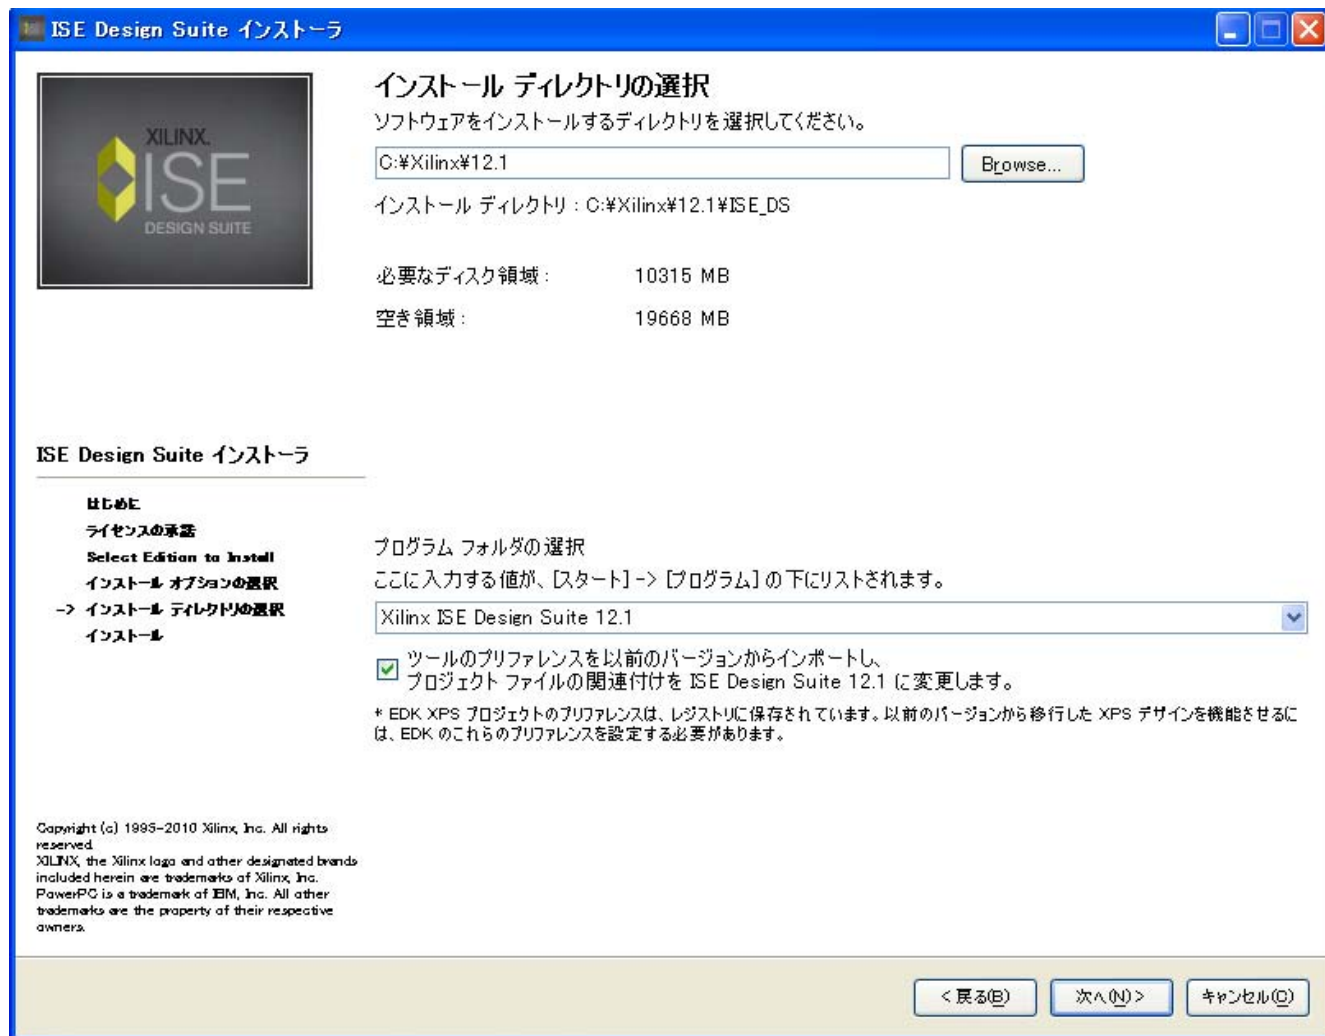 ISE Design Suite インストーラ
XILINX.
ISE
DESIGN SUITE
インストール ディレクトリの選択
ソフトウェアをインストールするディレクトリを選択してください。
C:¥Xilinx¥12.1
Browse...
インストール ディレクトリ : C:¥Xilinx¥12.1¥ISE_DS
必要なディスク領域 : 10315 MB
空き領域 : 19668 MB
ISE Design Suite インストーラ
はじめに
ライセンスの承諾
Select Edition to Install
インストール オプションの選択
-> インストール ディレクトリの選択
インストール
プログラム フォルダの選択
ここに入力する値が、[スタート] -> [プログラム] の下にリストされます。
Xilinx ISE Design Suite 12.1
ツールのプリファレンスを以前のバージョンからインポートし、
プロジェクト ファイルの関連付けを ISE Design Suite 12.1 に変更します。
* EDK XPS プロジェクトのプリファレンスは、レジストリに保存されています。以前のバージョンから移行した XPS デザインを機能させるに
は、EDK のこれらのプリファレンスを設定する必要があります。
Copyright (c) 1995-2010 Xilinx, Inc. All rights
reserved.
XILINX, the Xilinx logo and other designated brands
included herein are trademarks of Xilinx, Inc.
PowerPC is a trademark of IBM, Inc. All other
trademarks are the property of their respective
owners.
< 戻る(B)
次へ(N) >
キャンセル(C)